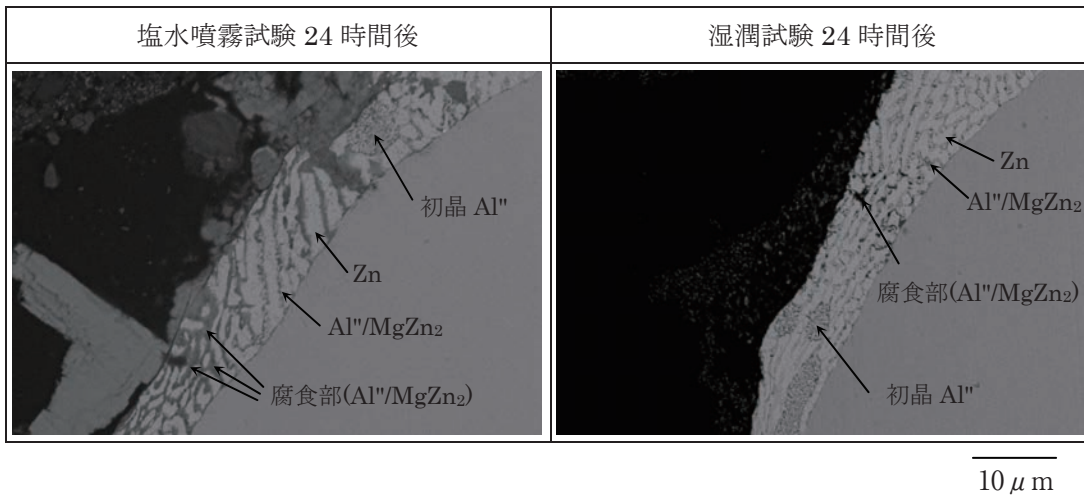 塩水噴霧試験 24 時間後
湿潤試験 24 時間後
初晶 Al"
Zn
Al"/MgZn₂
腐食部(Al"/MgZn₂)
Zn
Al"/MgZn₂
腐食部(Al"/MgZn₂)
初晶 Al"
10 μ m